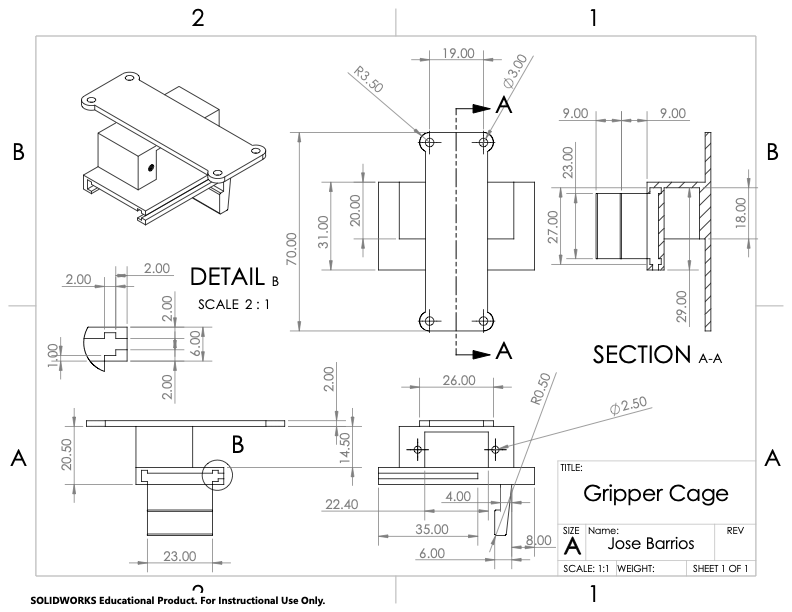 2
1
B
B
19.00
R3.50
∅3.00
A
9.00
9.00
23.00
27.00
18.00
29.00
70.00
31.00
20.00
A
SECTION A-A
2.00
2.00
DETAIL B
SCALE 2 : 1
2.00
6.00
1.00
2.00
2.00
26.00
R0.50
∅2.50
A
A
20.50
B
14.50
22.40
4.00
35.00
6.00
8.00
23.00
TITLE:
Gripper Cage
SIZE
A
Name:
Jose Barrios
REV
SCALE: 1:1
WEIGHT:
SHEET 1 OF 1
2
1
SOLIDWORKS Educational Product. For Instructional Use Only.